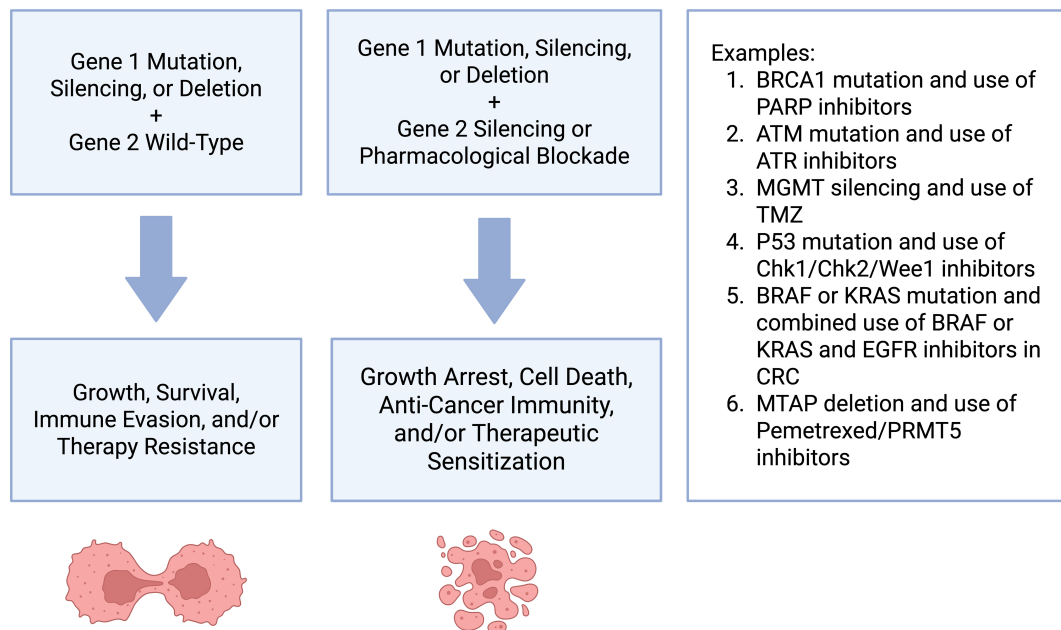 Gene 1 Mutation,
Silencing, or Deletion
+
Gene 2 Wild-Type
Gene 1 Mutation, Silencing,
or Deletion
+
Gene 2 Silencing or
Pharmacological Blockade
Growth, Survival,
Immune Evasion, and/or
Therapy Resistance
Growth Arrest, Cell Death,
Anti-Cancer Immunity,
and/or Therapeutic
Sensitization
Examples:
1. BRCA1 mutation and use of
PARP inhibitors
2. ATM mutation and use of
ATR inhibitors
3. MGMT silencing and use of
TMZ
4. P53 mutation and use of
Chk1/Chk2/Wee1 inhibitors
5. BRAF or KRAS mutation and
combined use of BRAF or
KRAS and EGFR inhibitors in
CRC
6. MTAP deletion and use of
Pemetrexed/PRMT5
inhibitors